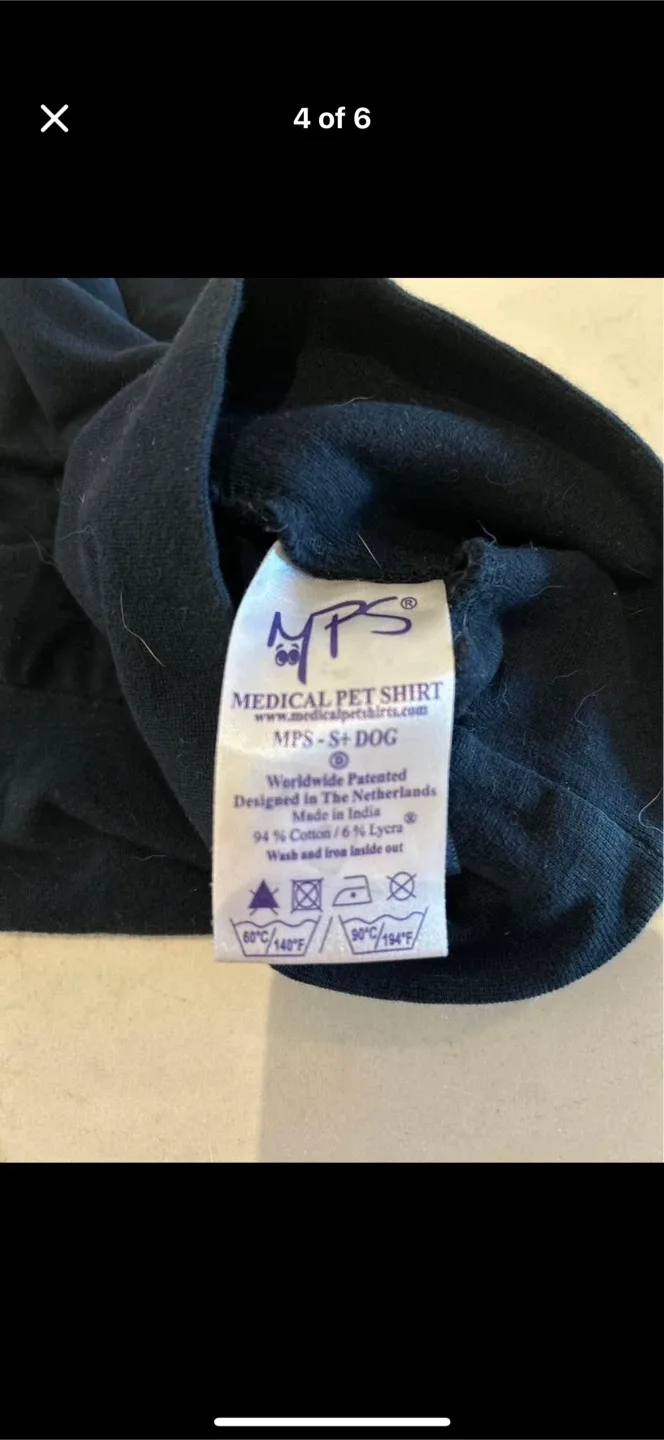 4 of 6
MPS®
MEDICAL PET SHIRT
www.medicalpetshirts.com
MPS - S+ DOG
D
Worldwide Patented
Designed in The Netherlands
Made in India
94 % Cotton / 6 % Lycra ®
Wash and iron inside out
60°C/140°F / 90°C/194°F